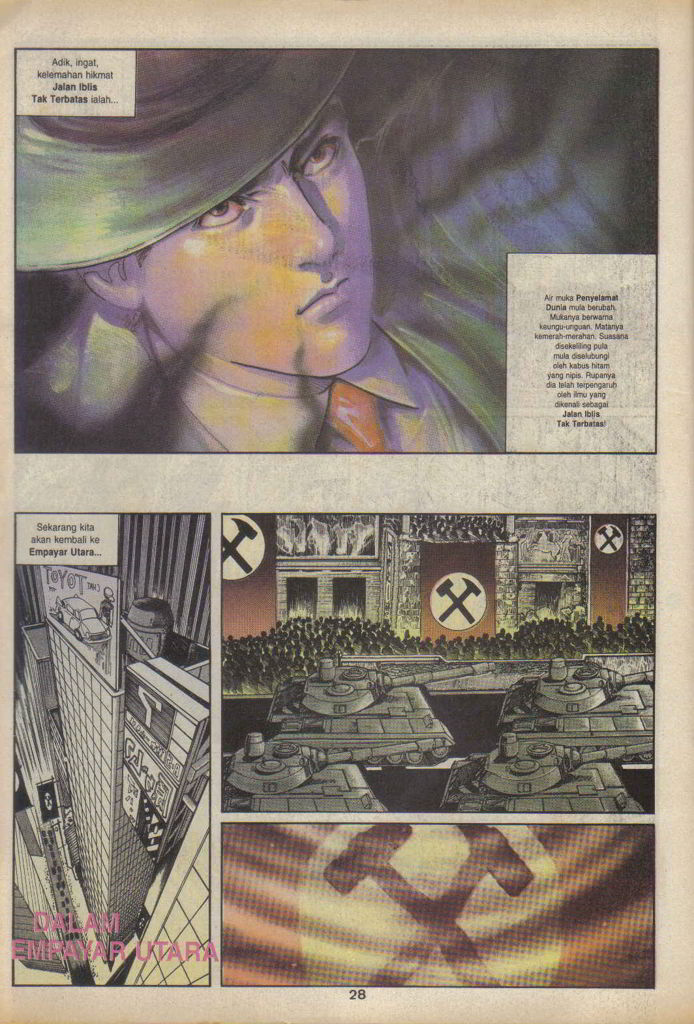 Adik, ingat,
kelemahan hikmat
Jalan Iblis
Tak Terbatas ialah...
Air muka Penyelamat
Dunia mula berubah.
Mukanya berwarna
keungu-unguan. Matanya
kemerah-merahan. Suasana
disekeliling pula
mula diselubungi
oleh kabus hitam
yang nipis. Rupanya
dia telah terpengaruh
oleh ilmu yang
dikenali sebagai
Jalan Iblis
Tak Terbatas!
Sekarang kita
akan kembali ke
Empayar Utara...
TOYOT
DALAM
EMPAYAR UTARA
28